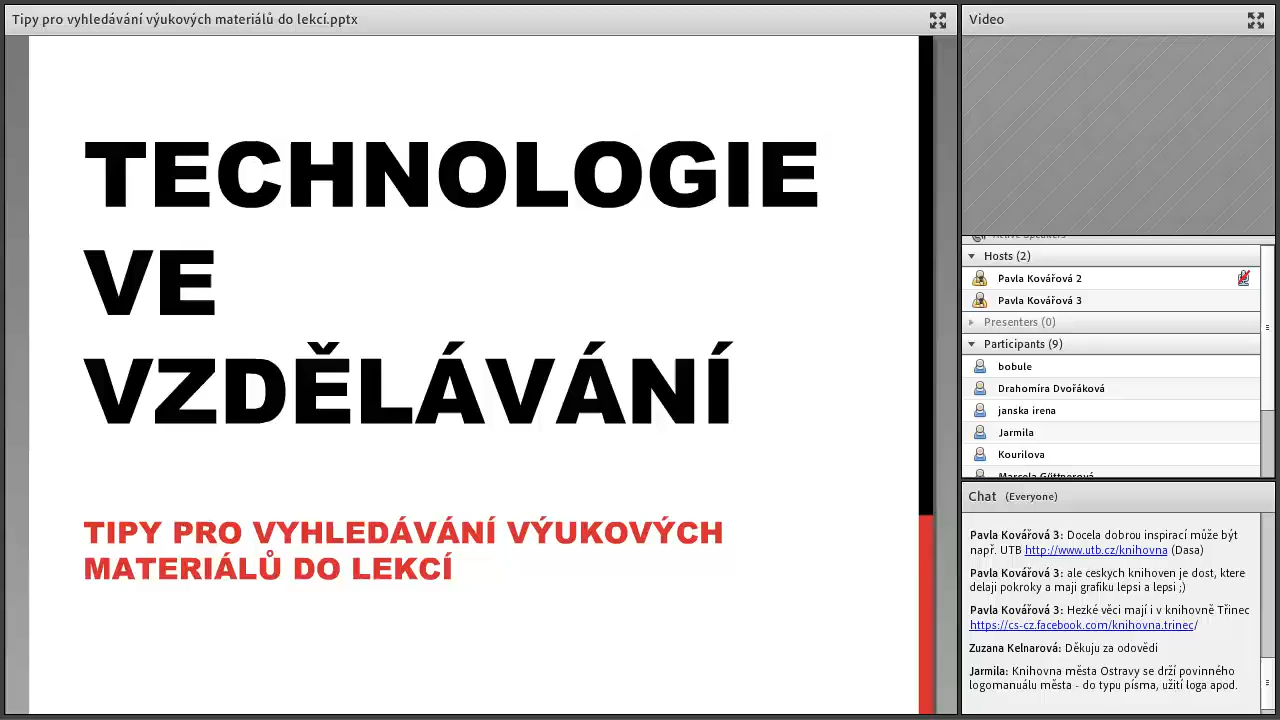 Tipy pro vyhledávání výukových materiálů do lekcí.pptx
TECHNOLOGIE
VE
VZDĚLÁVÁNÍ
TIPY PRO VYHLEDÁVÁNÍ VÝUKOVÝCH
MATERIÁLŮ DO LEKCÍ
Video
Active Speakers
Hosts (2)
Pavla Kovářová 2
Pavla Kovářová 3
Presenters (0)
Participants (9)
bobule
Drahomíra Dvořáková
janska irena
Jarmila
Kourilova
Marcela Güttnerová
Chat (Everyone)
Pavla Kovářová 3: Docela dobrou inspirací může být
např. UTB http://www.utb.cz/knihovna (Dasa)
Pavla Kovářová 3: ale ceskych knihoven je dost, ktere
delaji pokroky a maji grafiku lepsi a lepsi ;)
Pavla Kovářová 3: Hezké věci mají i v knihovně Třinec
https://cs-cz.facebook.com/knihovna.trinec/
Zuzana Kelnarová: Děkuju za odovědi
Jarmila: Knihovna města Ostravy se drží povinného
logomanuálu města - do typu písma, užití loga apod.